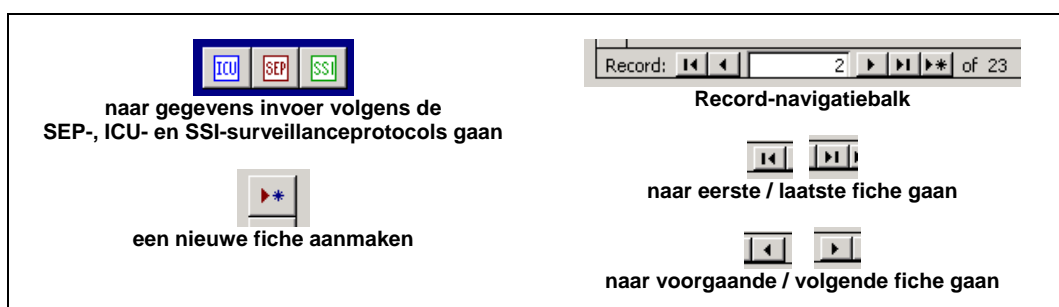 ICU SEP SSI
naar gegevens invoer volgens de
SEP-, ICU- en SSI-surveillanceprotocols gaan
een nieuwe fiche aanmaken
Record: 2 of 23
Record-navigatiebalk
naar eerste / laatste fiche gaan
naar voorgaande / volgende fiche gaan